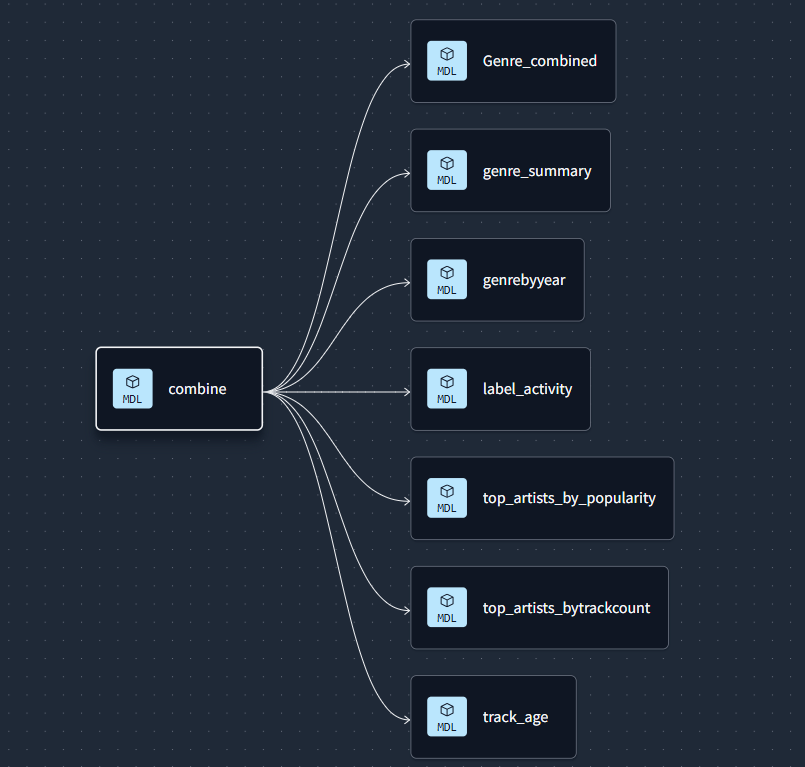 MDL
Genre_combined
MDL
genre_summary
MDL
genrebyyear
MDL
combine
MDL
label_activity
MDL
top_artists_by_popularity
MDL
top_artists_bytrackcount
MDL
track_age